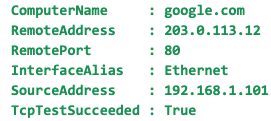 ComputerName : google.com
RemoteAddress : 203.0.113.12
RemotePort : 80
InterfaceAlias : Ethernet
SourceAddress : 192.168.1.101
TcpTestSucceeded : True